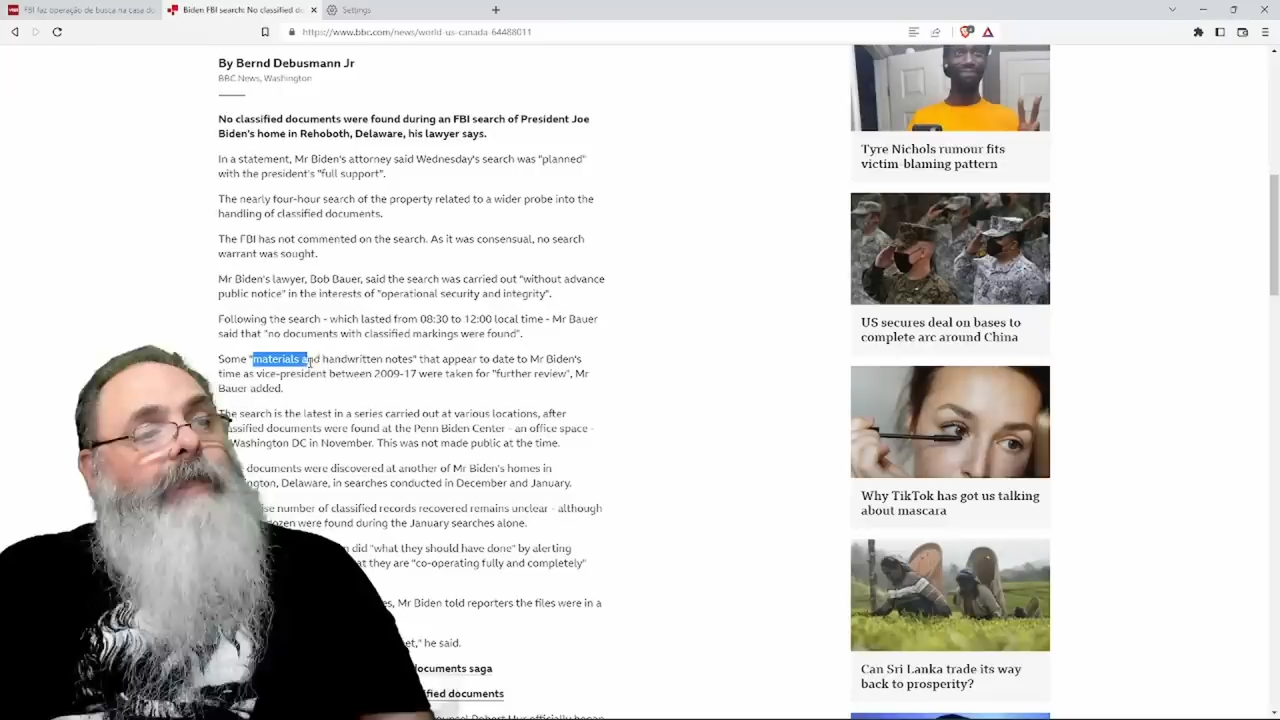 FBI faz operação de busca na casa do
Biden FBI search: No classified do
Settings
https://www.bbc.com/news/world-us-canada-64488011
By Bernd Debusmann Jr
BBC News, Washington
No classified documents were found during an FBI search of President Joe
Biden's home in Rehoboth, Delaware, his lawyer says.
In a statement, Mr Biden's attorney said Wednesday's search was "planned"
with the president's "full support".
The nearly four-hour search of the property related to a wider probe into the
handling of classified documents.
The FBI has not commented on the search. As it was consensual, no search
warrant was sought.
Mr Biden's lawyer, Bob Bauer, said the search was carried out "without advance
public notice" in the interests of "operational security and integrity".
Following the search - which lasted from 08:30 to 12:00 local time - Mr Bauer
said that "no documents with classified markings were found".
Some "materials and handwritten notes" that appear to date to Mr Biden's
time as vice-president between 2009-17 were taken for "further review", Mr
Bauer added.
The search is the latest in a series carried out at various locations, after
classified documents were found at the Penn Biden Center - an office space -
Washington DC in November. This was not made public at the time.
documents were discovered at another of Mr Biden's homes in
ington, Delaware, in searches conducted in December and January.
se number of classified records recovered remains unclear - although
dozen were found during the January searches alone.
did "what they should have done" by alerting
at they are "co-operating fully and completely"
es, Mr Biden told reporters the files were in a
et," he said.
documents saga
fied documents
Tyre Nichols rumour fits
victim-blaming pattern
US secures deal on bases to
complete arc around China
Why TikTok has got us talking
about mascara
Can Sri Lanka trade its way
back to prosperity?